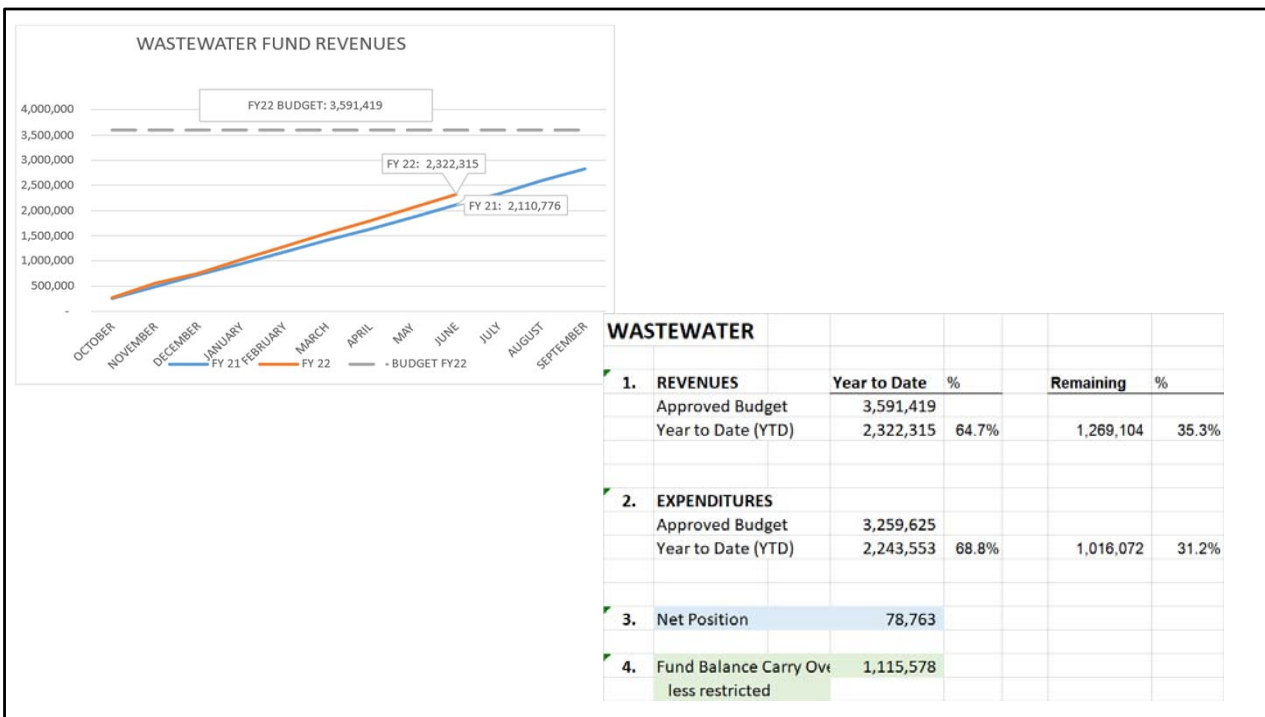 WASTEWATER FUND REVENUES
FY22 BUDGET: 3,591,419
4,000,000
3,500,000
3,000,000
2,500,000
2,000,000
1,500,000
1,000,000
500,000
-
FY 22: 2,322,315
FY 21: 2,110,776
OCTOBER
NOVEMBER
DECEMBER
JANUARY
FEBRUARY
MARCH
APRIL
MAY
JUNE
JULY
AUGUST
SEPTEMBER
FY 21 FY 22 BUDGET FY22
WASTEWATER
1. REVENUES Year to Date % Remaining %
Approved Budget 3,591,419
Year to Date (YTD) 2,322,315 64.7% 1,269,104 35.3%
2. EXPENDITURES
Approved Budget 3,259,625
Year to Date (YTD) 2,243,553 68.8% 1,016,072 31.2%
3. Net Position 78,763
4. Fund Balance Carry Ove 1,115,578
less restricted